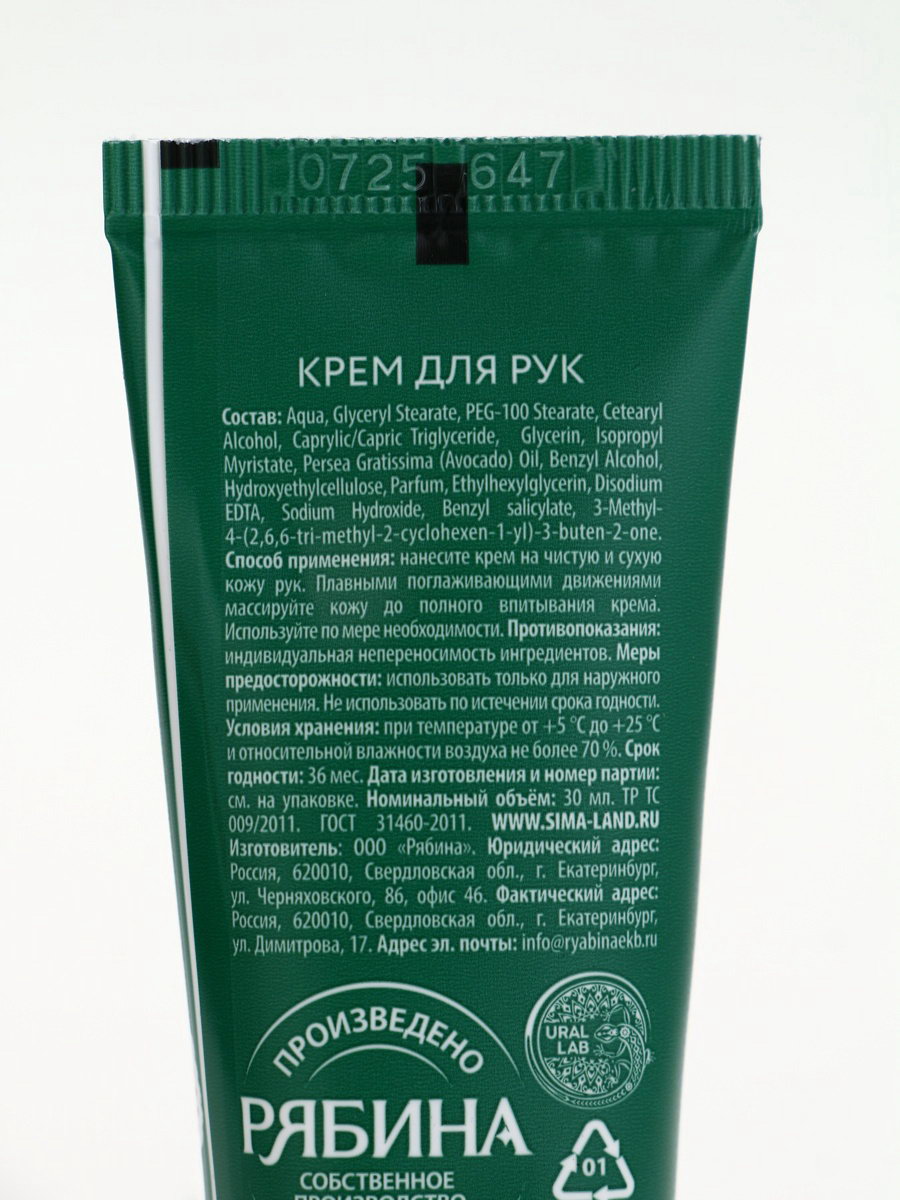 0725 647
КРЕМ ДЛЯ РУК
Состав: Aqua, Glyceryl Stearate, PEG-100 Stearate, Cetearyl
Alcohol, Caprylic/Capric Triglyceride, Glycerin, Isopropyl
Myristate, Persea Gratissima (Avocado) Oil, Benzyl Alcohol,
Hydroxyethylcellulose, Parfum, Ethylhexylglycerin, Disodium
EDTA, Sodium Hydroxide, Benzyl salicylate, 3-Methyl-
4-(2,6,6-tri-methyl-2-cyclohexen-1-yl)-3-buten-2-one.
Способ применения: нанесите крем на чистую и сухую
кожу рук. Плавными поглаживающими движениями
массируйте кожу до полного впитывания крема.
Используйте по мере необходимости. Противопоказания:
индивидуальная непереносимость ингредиентов. Меры
предосторожности: использовать только для наружного
применения. Не использовать по истечении срока годности.
Условия хранения: при температуре от +5 °C до +25 °C
и относительной влажности воздуха не более 70 %. Срок
годности: 36 мес. Дата изготовления и номер партии:
см. на упаковке. Номинальный объём: 30 мл. ТР ТС
009/2011. ГОСТ 31460-2011. WWW.SIMA-LAND.RU
Изготовитель: ООО «Рябина». Юридический адрес:
Россия, 620010, Свердловская обл., г. Екатеринбург,
ул. Черняховского, 86, офис 46. Фактический адрес:
Россия, 620010, Свердловская обл., г. Екатеринбург,
ул. Димитрова, 17. Адрес эл. почты: info@ryabinaekb.ru
ПРОИЗВЕДЕНО
URAL
LAB
РЯБИНА
01
СОБСТВЕННОЕ
ПРОИЗВОДСТВО